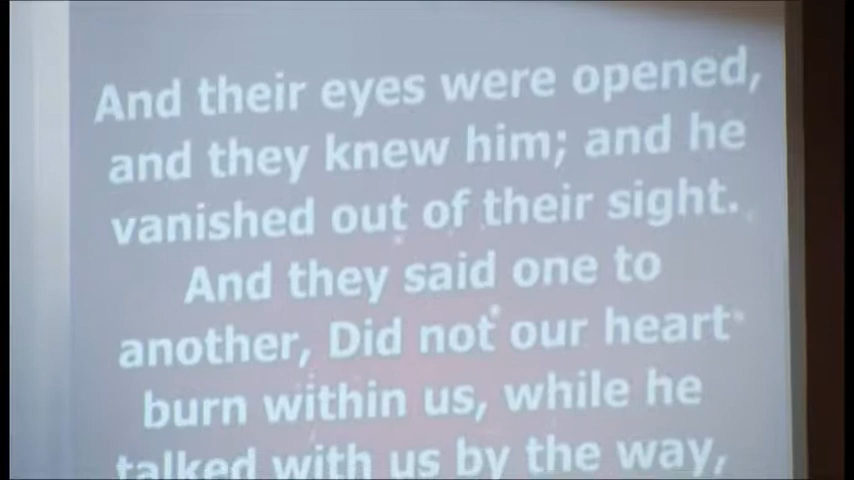 And their eyes were opened,
and they knew him; and he
vanished out of their sight.
And they said one to
another, Did not our heart
burn within us, while he
talked with us by the way,